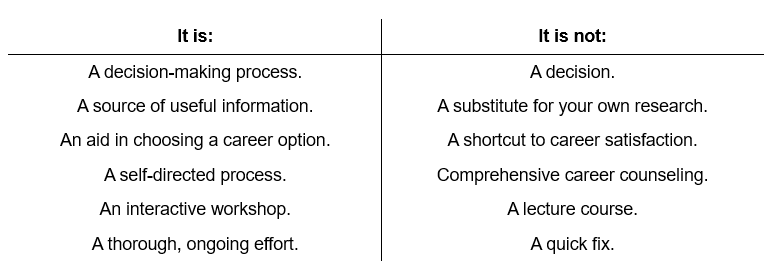 It is: It is not:
A decision-making process. A decision.
A source of useful information. A substitute for your own research.
An aid in choosing a career option. A shortcut to career satisfaction.
A self-directed process. Comprehensive career counseling.
An interactive workshop. A lecture course.
A thorough, ongoing effort. A quick fix.